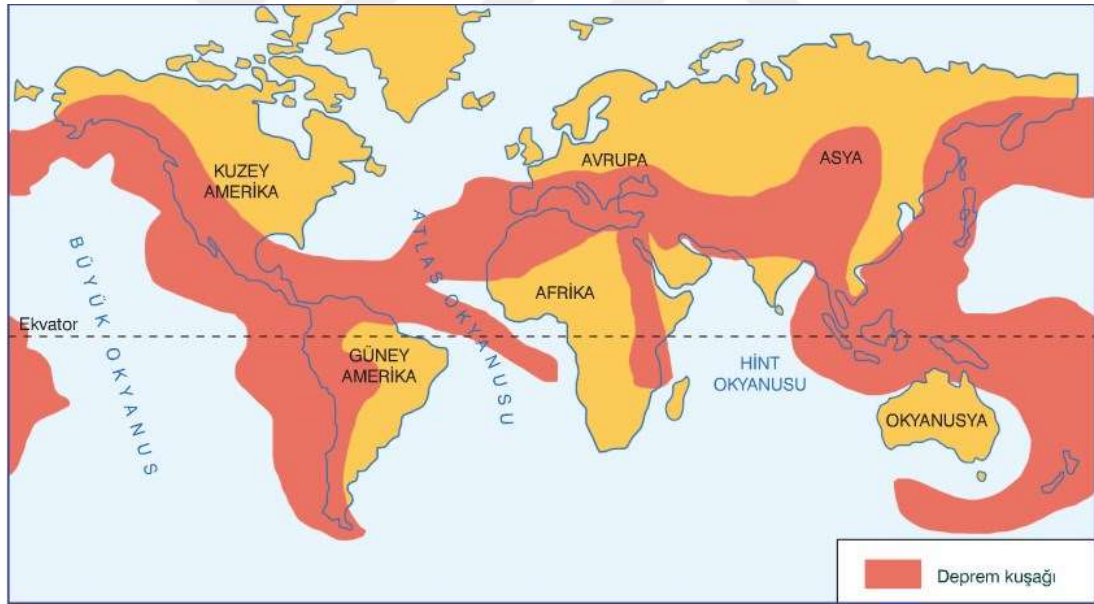 KUZEY
AMERİKA
AVRUPA
ASYA
ATLAS OKYANUSU
BÜYÜK OKYANUS
AFRİKA
Ekvator
GÜNEY
AMERİKA
HİNT
OKYANUSU
OKYANUSYA
Deprem kuşağı